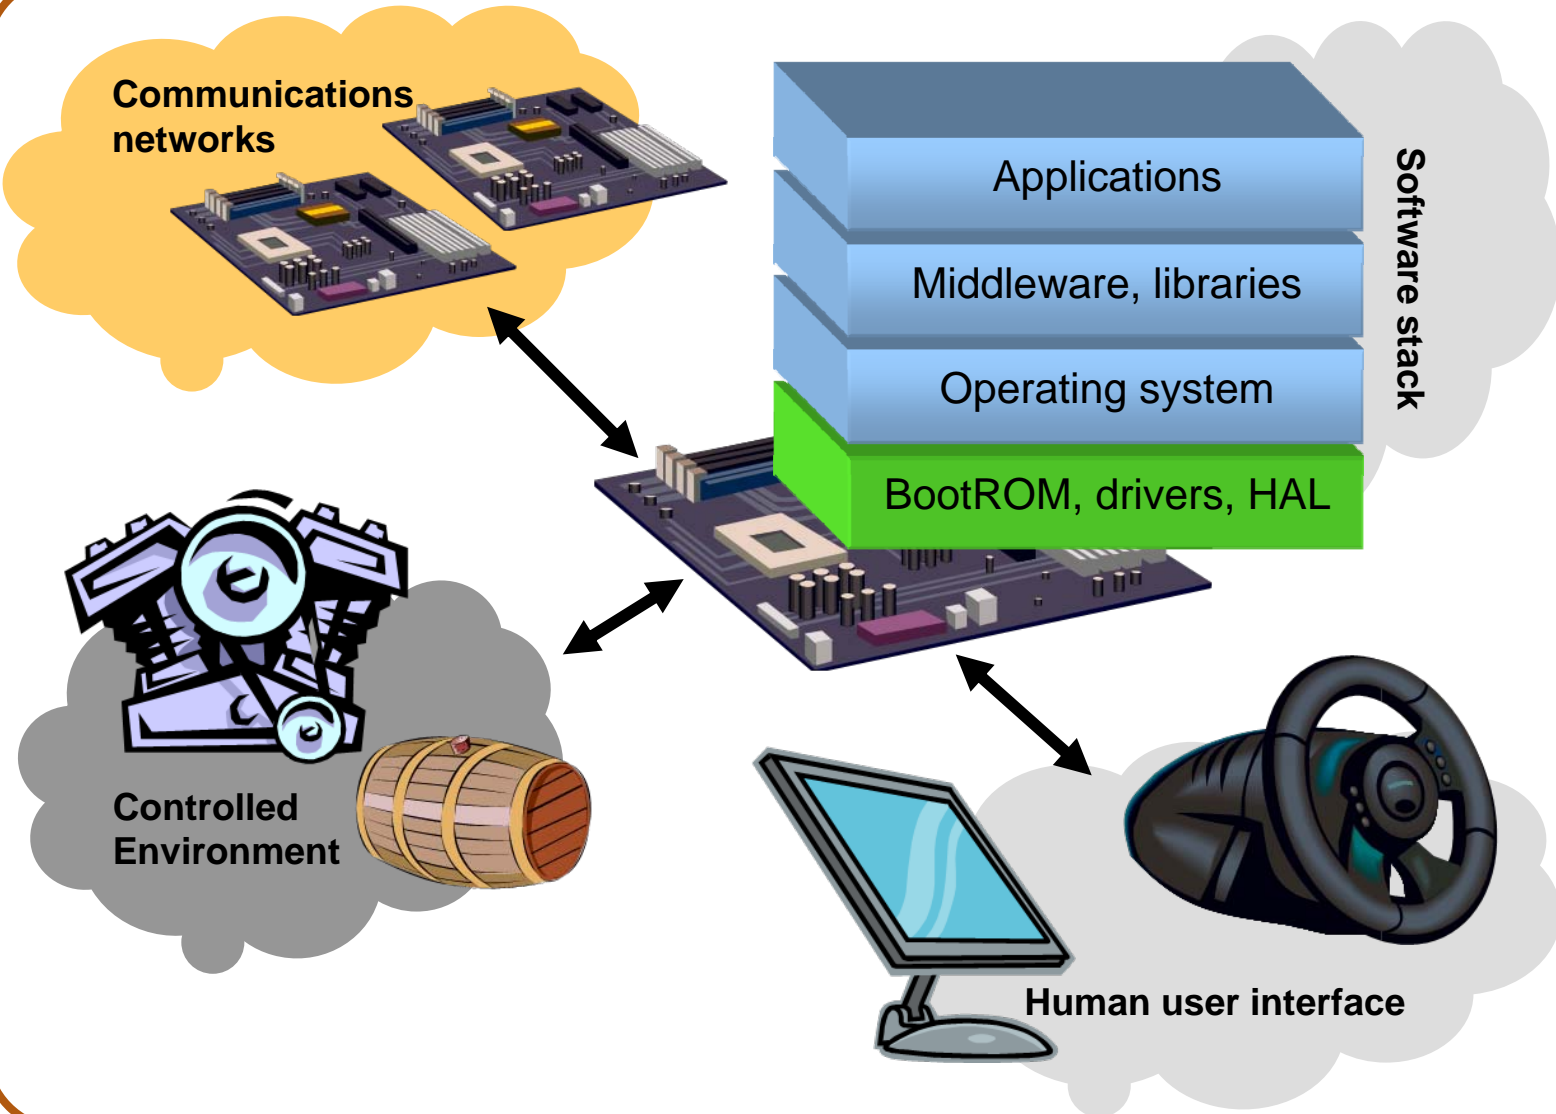 Communications
networks
Applications
Middleware, libraries
Operating system
BootROM, drivers, HAL
Software stack
Controlled
Environment
Human user interface